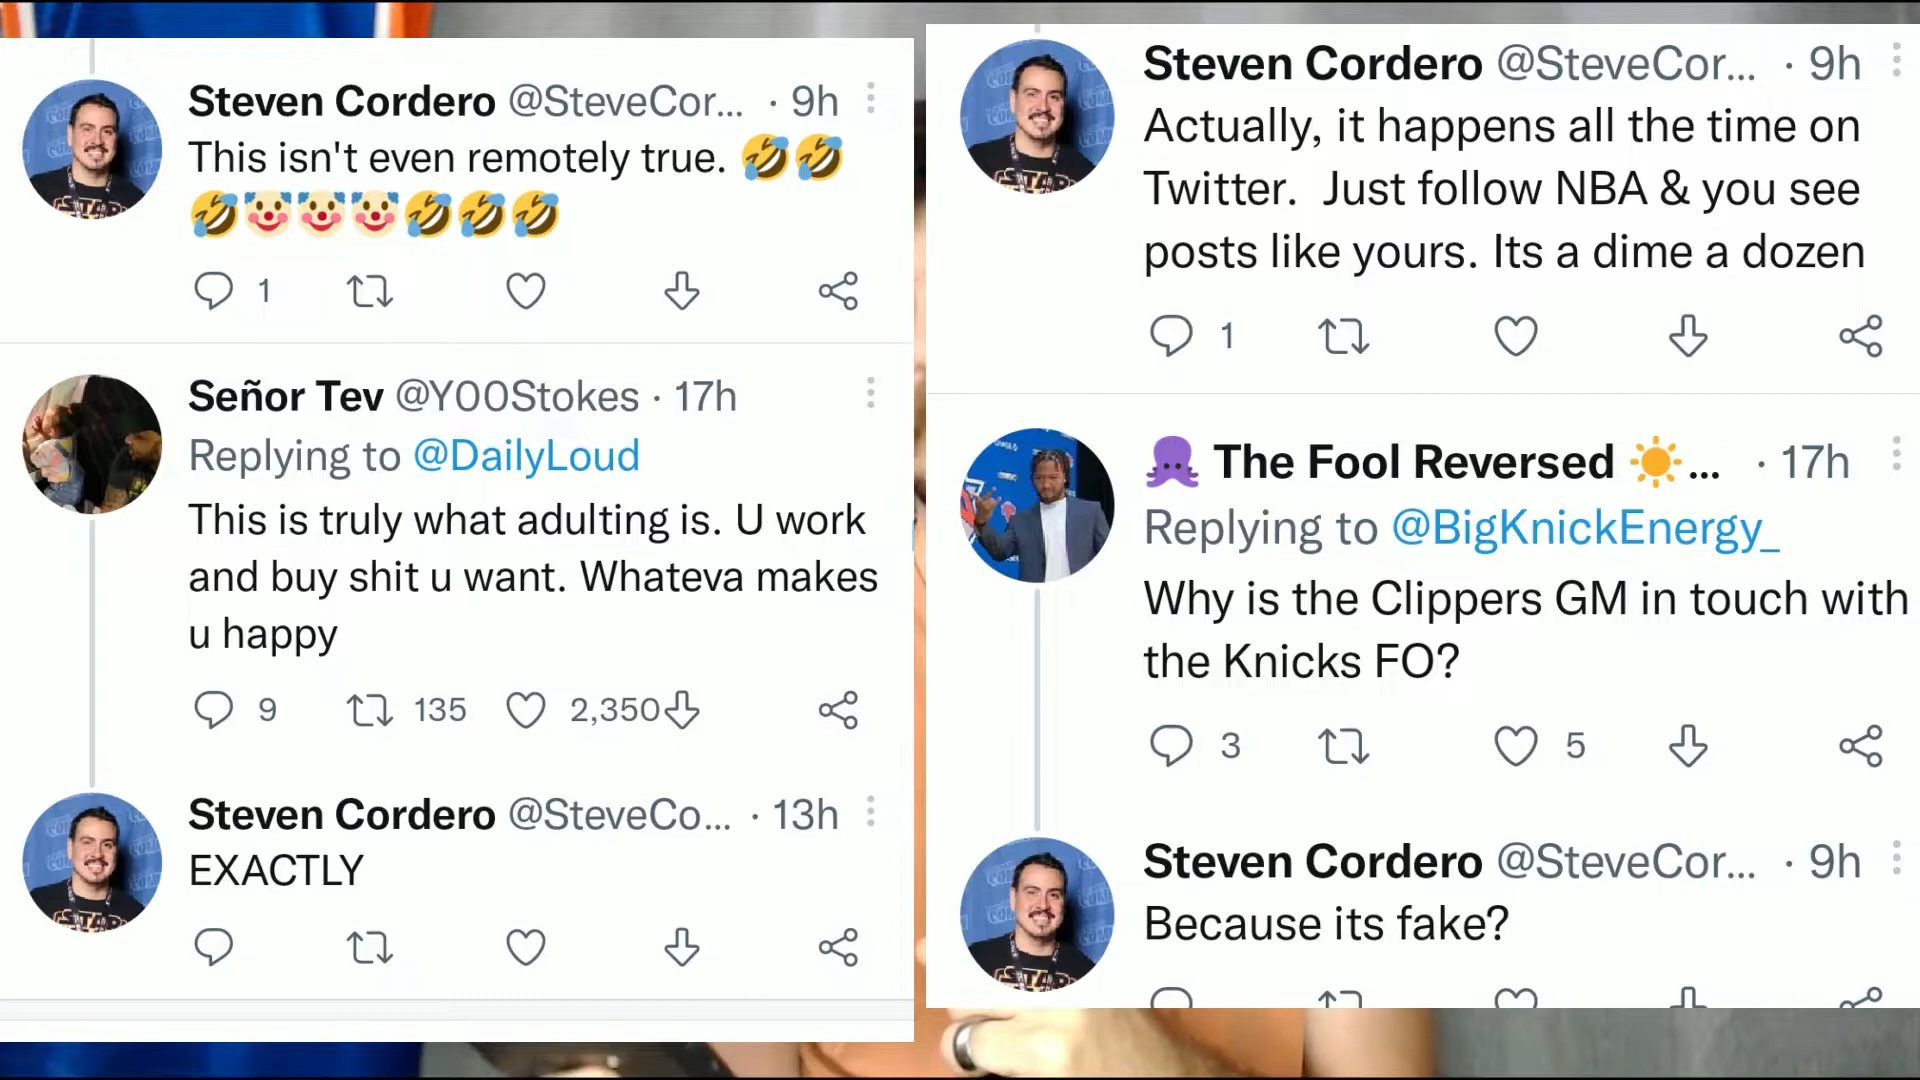 Steven Cordero @SteveCor... · 9h
This isn't even remotely true. 🤣🤣
🤣🤡🤡🤡🤣🤣🤣
1
Señor Tev @Y00Stokes · 17h
Replying to @DailyLoud
This is truly what adulting is. U work
and buy shit u want. Whateva makes
u happy
9 135 2,350
Steven Cordero @SteveCo... · 13h
EXACTLY
Steven Cordero @SteveCor... · 9h
Actually, it happens all the time on
Twitter. Just follow NBA & you see
posts like yours. Its a dime a dozen
1
🐙 The Fool Reversed ☀️... · 17h
Replying to @BigKnickEnergy_
Why is the Clippers GM in touch with
the Knicks FO?
3 5
Steven Cordero @SteveCor... · 9h
Because its fake?